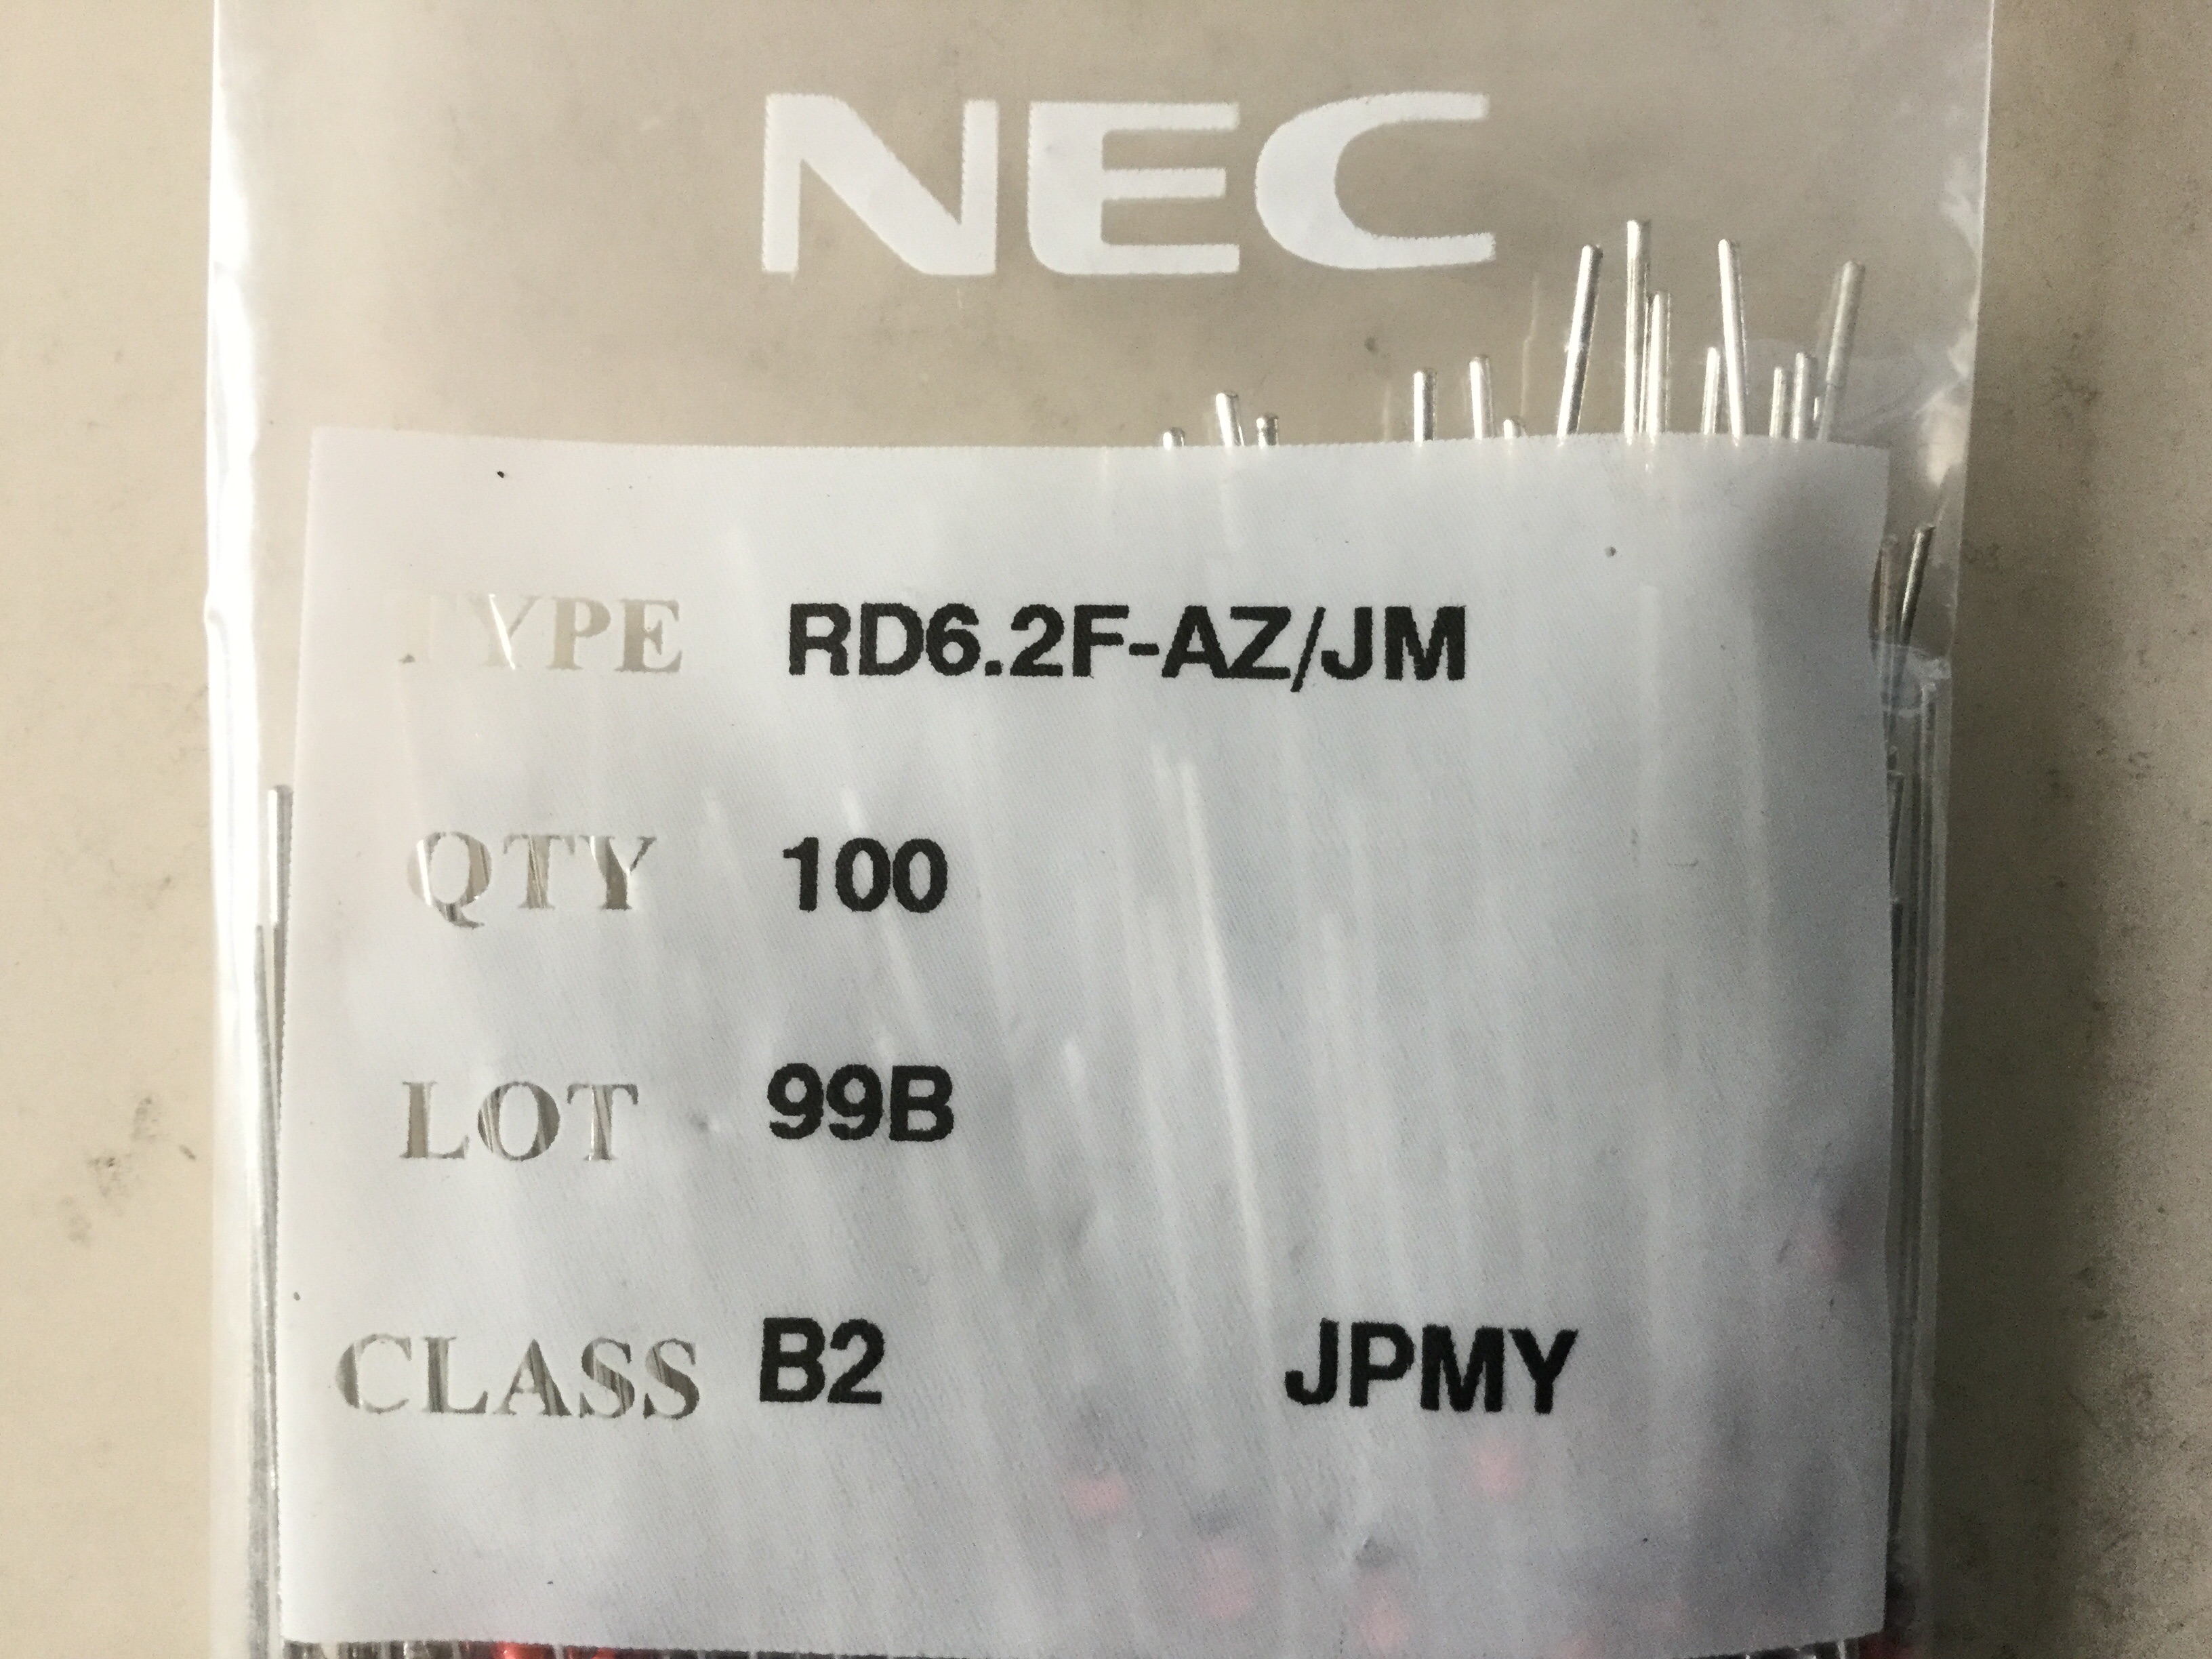 NEC
TYPE RD6.2F-AZ/JM
QTY 100
LOT 99B
CLASS B2 JPMY